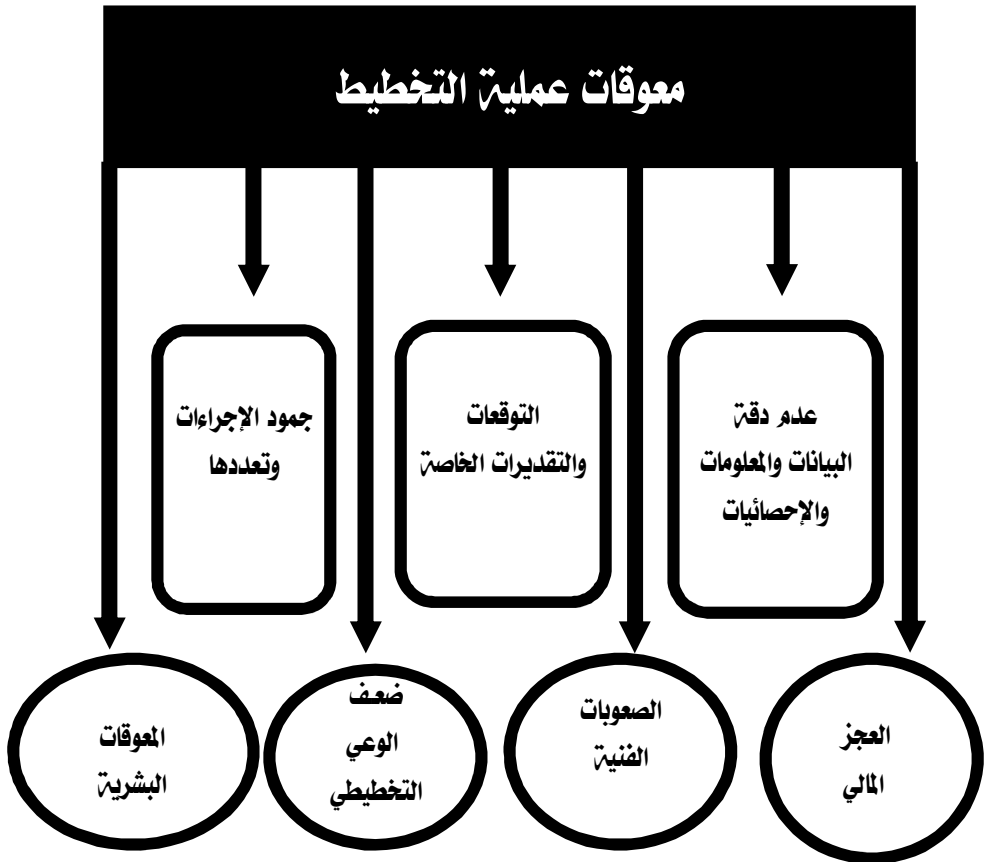 معوقات عملية التخطيط
عدم دقة
البيانات والمعلومات
والإحصائيات
التوقعات
والتقديرات الخاصة
جمود الإجراءات
وتعددها
العجز
المالي
الصعوبات
الفنية
ضعف
الوعي
التخطيطي
المعوقات
البشرية